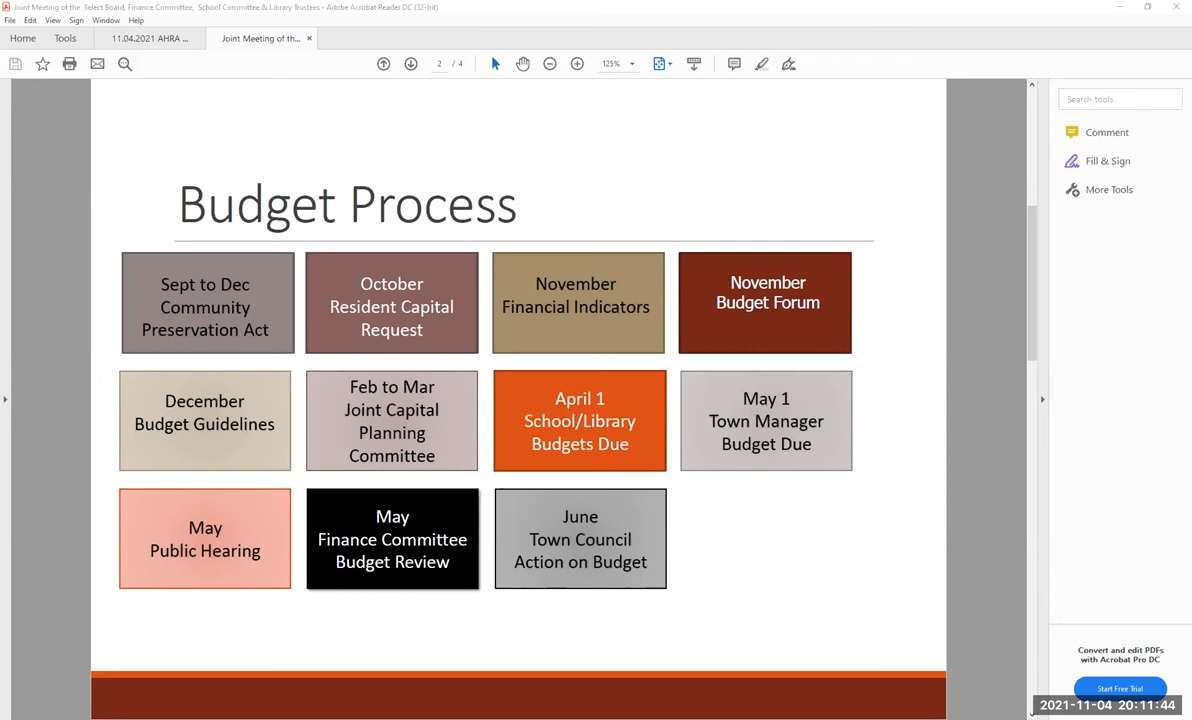 Joint Meeting of the Select Board, Finance Committee, School Committee & Library Trustees - Adobe Acrobat Reader DC (32-bit)
File Edit View Sign Window Help
Home Tools 11.04.2021 AHRA ... Joint Meeting of th... ×
2 / 4 125%
Search tools
Comment
Fill & Sign
More Tools
Budget Process
Sept to Dec
Community
Preservation Act
October
Resident Capital
Request
November
Financial Indicators
November
Budget Forum
December
Budget Guidelines
Feb to Mar
Joint Capital
Planning
Committee
April 1
School/Library
Budgets Due
May 1
Town Manager
Budget Due
May
Public Hearing
May
Finance Committee
Budget Review
June
Town Council
Action on Budget
Convert and edit PDFs
with Acrobat Pro DC
Start Free Trial
2021-11-04 20:11:44